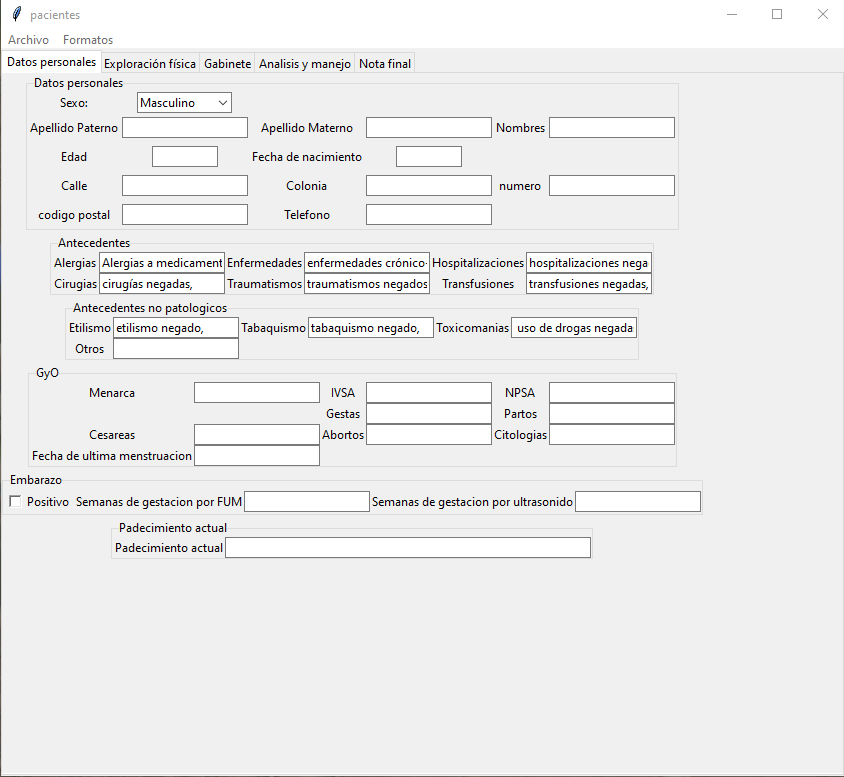 pacientes
Archivo Formatos
Datos personales Exploración física Gabinete Analisis y manejo Nota final
Datos personales
Sexo: Masculino
Apellido Paterno Apellido Materno Nombres
Edad Fecha de nacimiento
Calle Colonia numero
codigo postal Telefono
Antecedentes
Alergias Alergias a medicament Enfermedades enfermedades crónico- Hospitalizaciones hospitalizaciones nega
Cirugias cirugías negadas, Traumatismos traumatismos negados Transfusiones transfusiones negadas,
Antecedentes no patologicos
Etilismo etilismo negado, Tabaquismo tabaquismo negado, Toxicomanias uso de drogas negada
Otros
GyO
Menarca IVSA NPSA
Gestas Partos
Cesareas Abortos Citologias
Fecha de ultima menstruacion
Embarazo
Positivo Semanas de gestacion por FUM Semanas de gestacion por ultrasonido
Padecimiento actual
Padecimiento actual